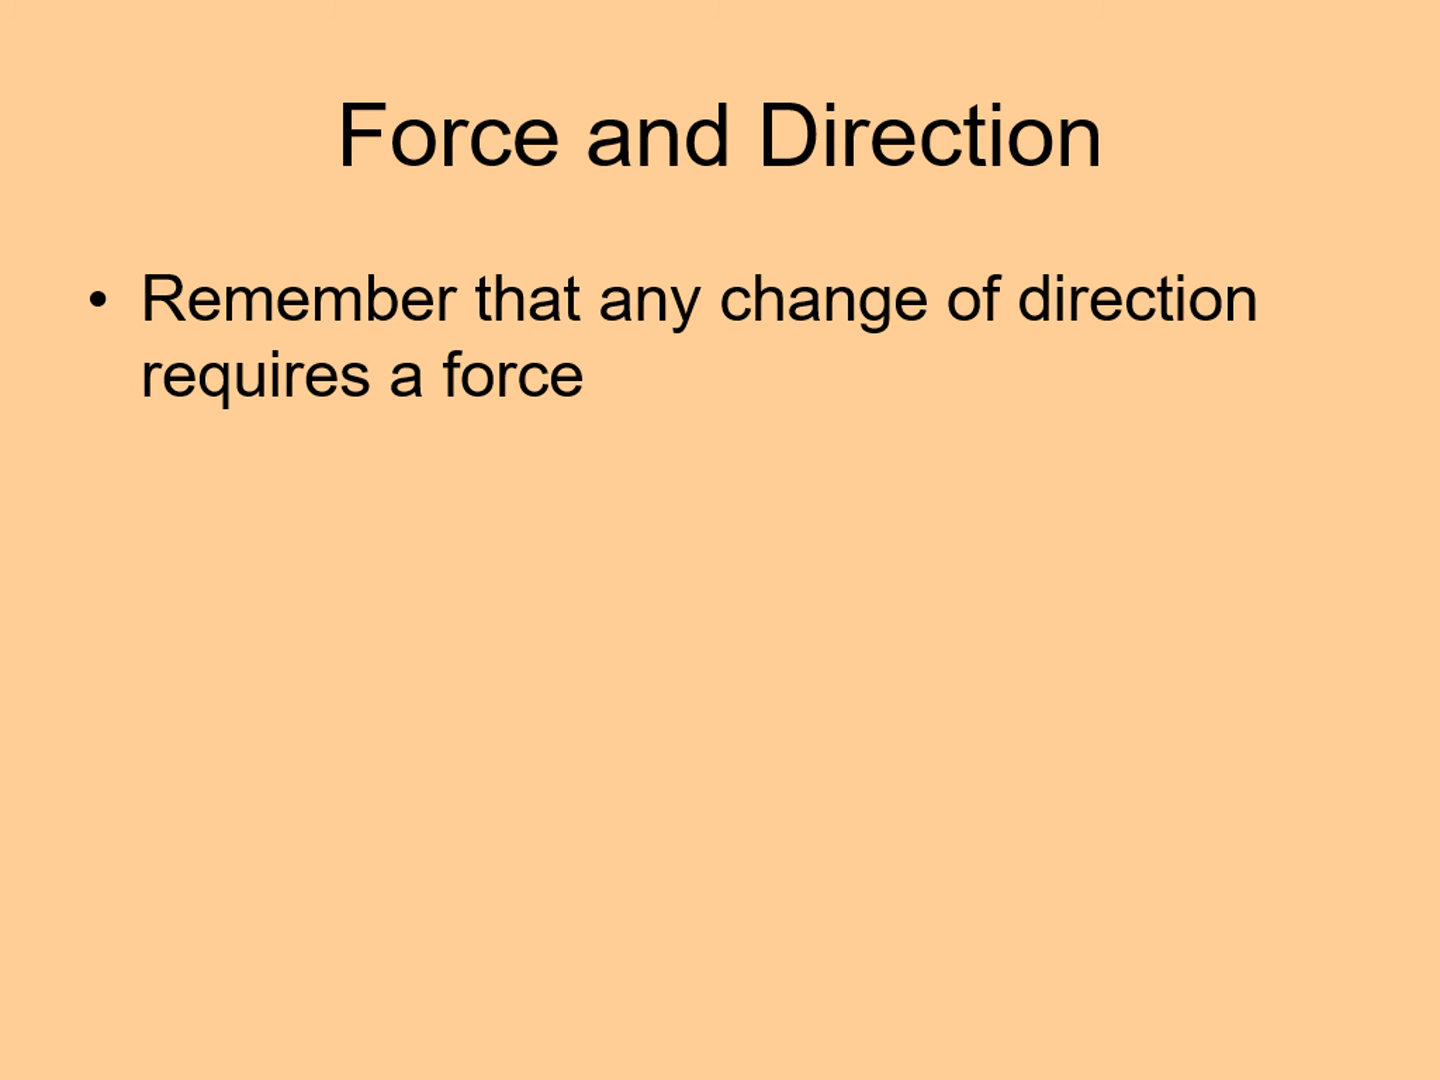 Force and Direction
• Remember that any change of direction
requires a force